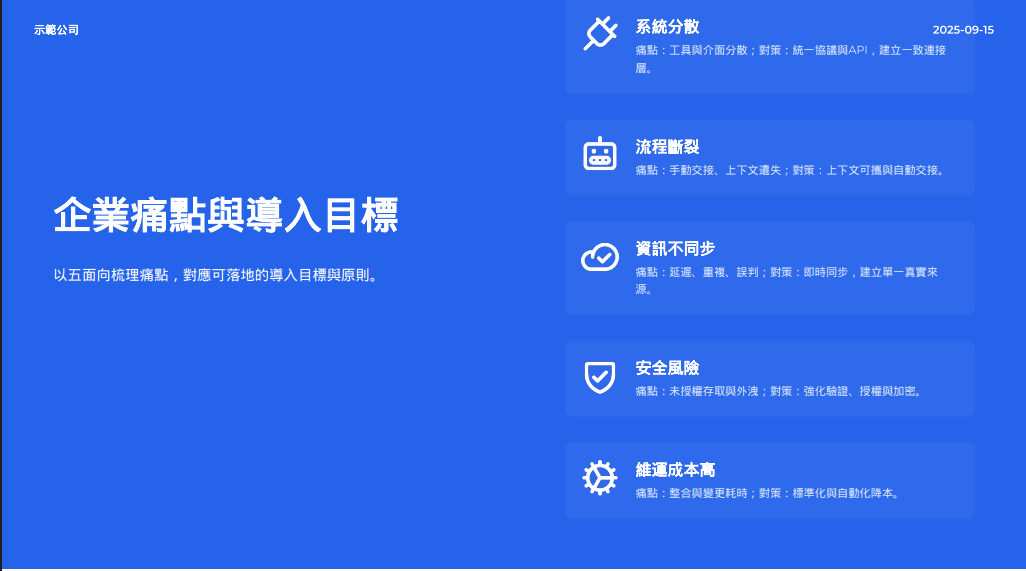 示範公司
2025-09-15
企業痛點與導入目標
以五面向梳理痛點，對應可落地的導入目標與原則。
系統分散
痛點：工具與介面分散；對策：統一協議與API，建立一致連接
層。
流程斷裂
痛點：手動交接、上下文遺失；對策：上下文可攜與自動交接。
資訊不同步
痛點：延遲、重複、誤判；對策：即時同步，建立單一真實來
源。
安全風險
痛點：未授權存取與外洩；對策：強化驗證、授權與加密。
維運成本高
痛點：整合與變更耗時；對策：標準化與自動化降本。